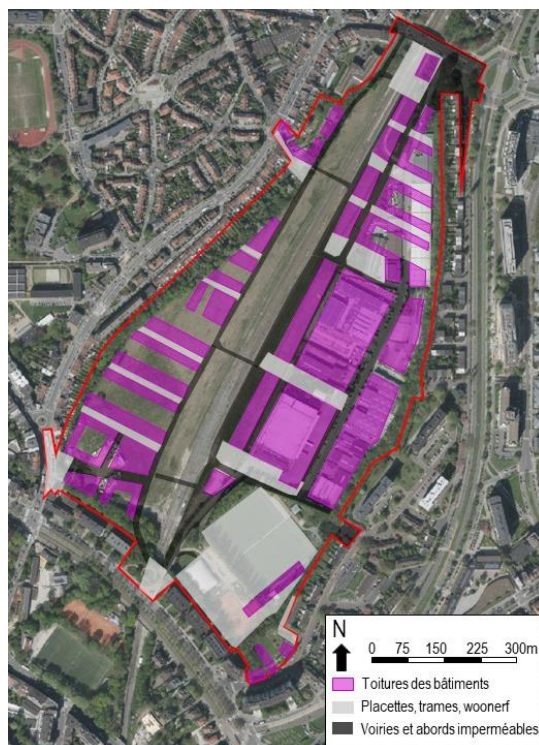 N
0 75 150 225 300m
Toitures des bâtiments
Placettes, trames, woonerf
Voiries et abords imperméables